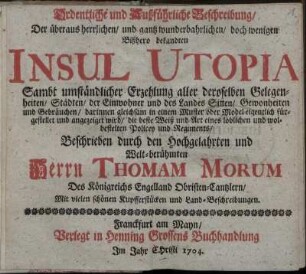 Ordentliche und Außführliche Beschreibung/
Der überaus herrlichen/ und gantz wunderbahrlichen/ doch wenigen
Bißhero bekandten
INSUL UTOPIA
Sambt umständlicher Erzehlung aller deroselben Gelegen-
heiten/ Städten/ der Einwohner und des Landes Sitten/ Gewonheiten
und Gebräuchen/ darinnen gleichsam in einem Muster oder Model eigentlich für-
gestellet und angezeiget wird/ die beste Weiß und Art einer löblichen und wol-
bestelten Policey und Regiments/
Beschrieben durch den Hochgelahrten und
Welt-berühmten
Herrn THOMAM MORUM
Des Königreichs Engelland Obristen-Cantzlern/
Mit vielen schönen Kupfferstücken und Land-Beschreibungen.
Franckfurt am Mayn/
Verlegt in Henning Grossens Buchhandlung
Im Jahr Christi 1704.